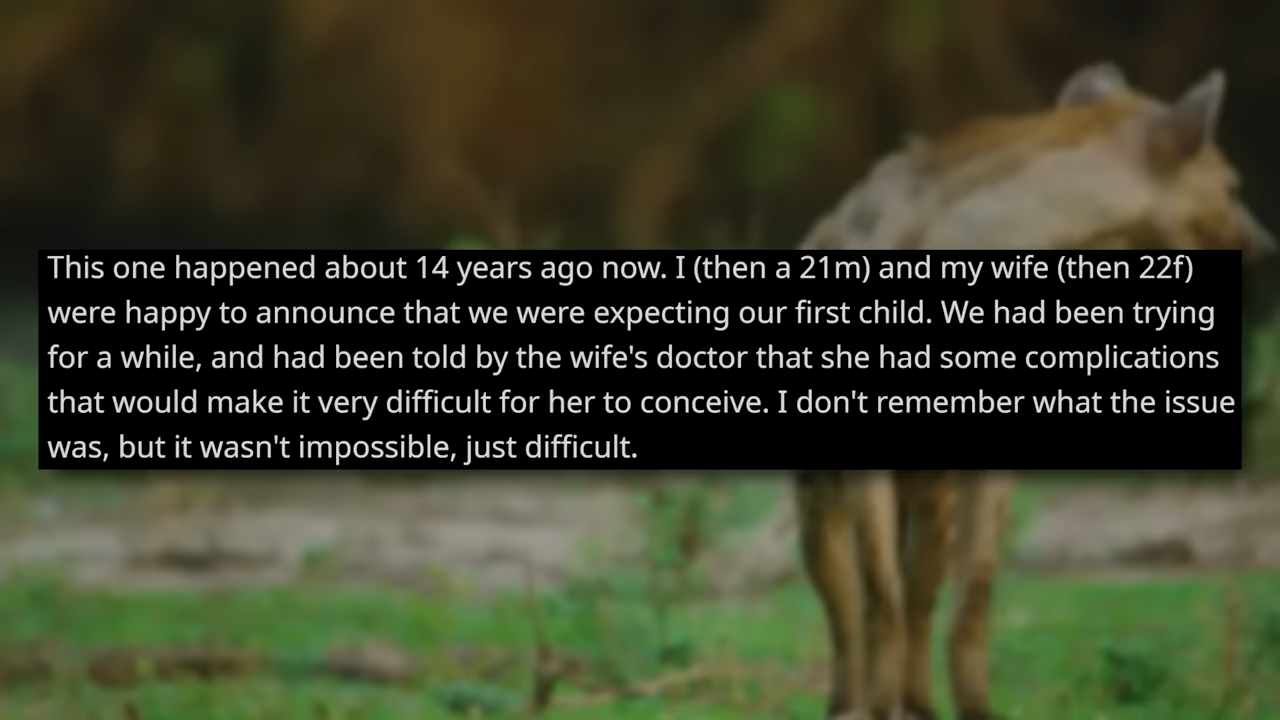 This one happened about 14 years ago now. I (then a 21m) and my wife (then 22f)
were happy to announce that we were expecting our first child. We had been trying
for a while, and had been told by the wife's doctor that she had some complications
that would make it very difficult for her to conceive. I don't remember what the issue
was, but it wasn't impossible, just difficult.